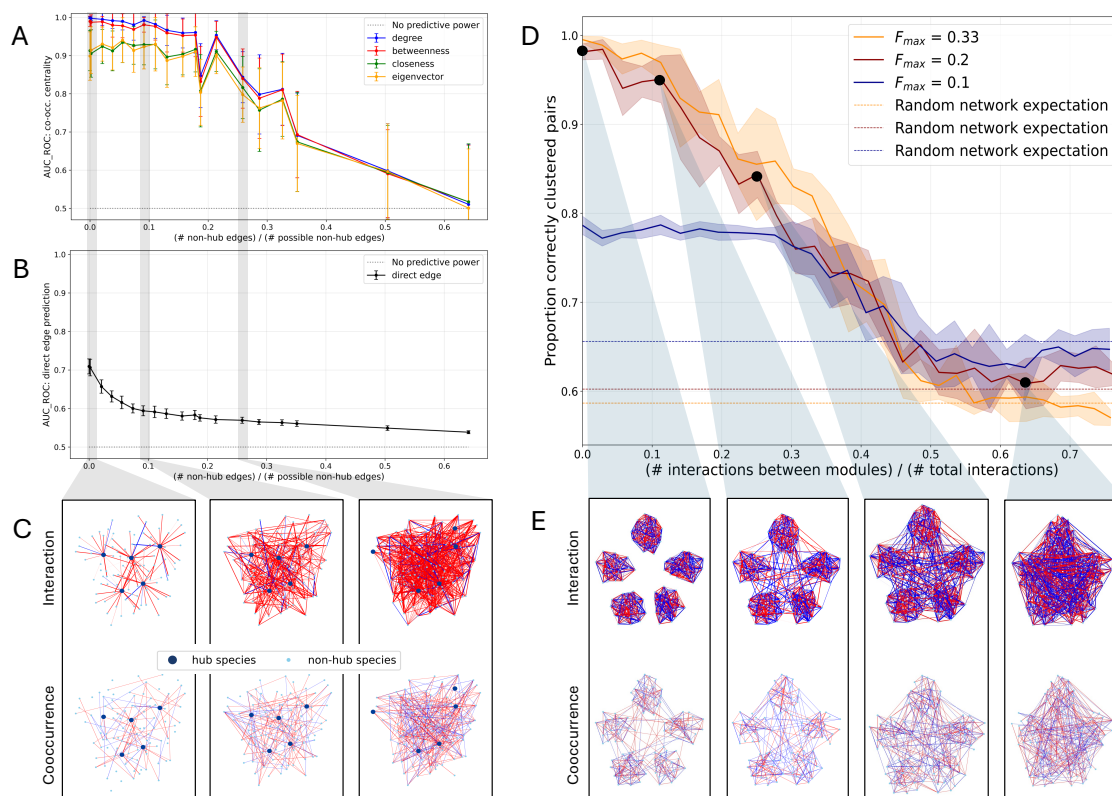 A
AUC_ROC: co-occ. centrality
1.0
0.9
0.8
0.7
0.6
0.5
No predictive power
degree
betweenness
closeness
eigenvector
0.0 0.1 0.2 0.3 0.4 0.5 0.6
(# non-hub edges) / (# possible non-hub edges)
B
AUC_ROC: direct edge prediction
1.0
0.9
0.8
0.7
0.6
0.5
No predictive power
direct edge
0.0 0.1 0.2 0.3 0.4 0.5 0.6
(# non-hub edges) / (# possible non-hub edges)
C
Interaction
hub species non-hub species
Cooccurrence
D
Proportion correctly clustered pairs
1.0
0.9
0.8
0.7
0.6
F_max = 0.33
F_max = 0.2
F_max = 0.1
Random network expectation
Random network expectation
Random network expectation
0.0 0.1 0.2 0.3 0.4 0.5 0.6 0.7
(# interactions between modules) / (# total interactions)
E
Interaction
Cooccurrence